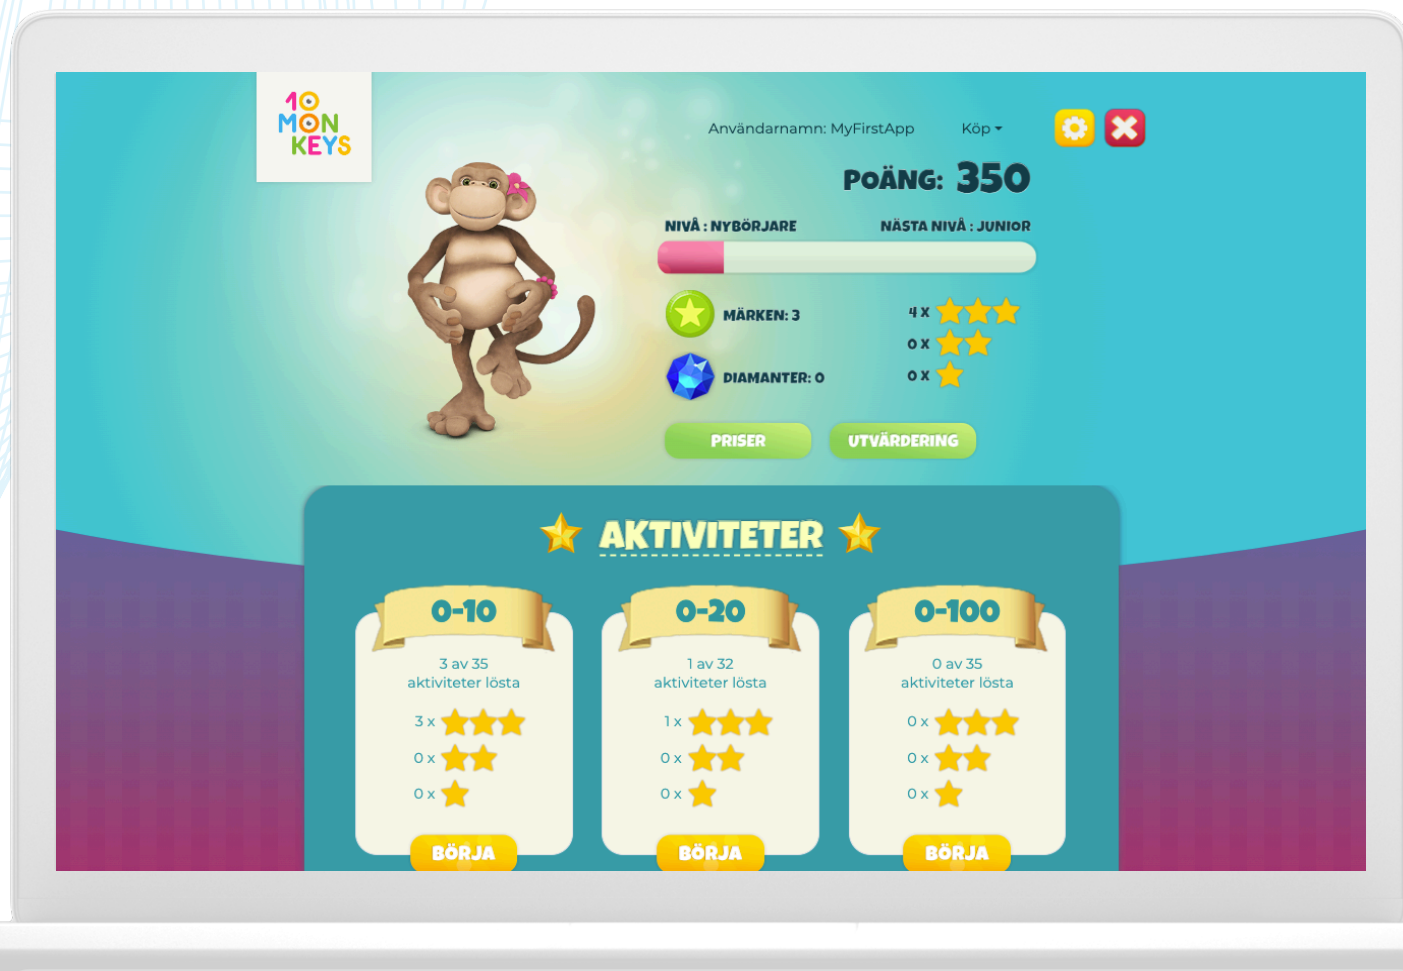 10
MON
KEYS
Användarnamn: MyFirstApp Köp
POÄNG: 350
NIVÅ : NYBÖRJARE NÄSTA NIVÅ : JUNIOR
MÄRKEN: 3
4 X
0 X
DIAMANTER: 0
0 X
PRISER UTVÄRDERING
AKTIVITETER
0-10
3 av 35
aktiviteter lösta
3 x
0 x
0 x
BÖRJA
0-20
1 av 32
aktiviteter lösta
1 x
0 x
0 x
BÖRJA
0-100
0 av 35
aktiviteter lösta
0 x
0 x
0 x
BÖRJA